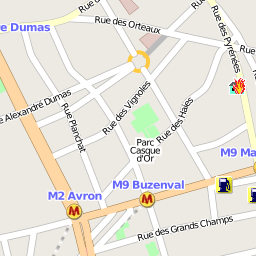 Rue des Orteaux
re Dumas
Rue des Pyrénées
e Alexandre Dumas
Rue des Vignoles
Rue des Haies
Rue Planchat
Parc
Casque
d'Or
M9 Ma
M2 Avron
M9 Buzenval
Rue des Grands Champs